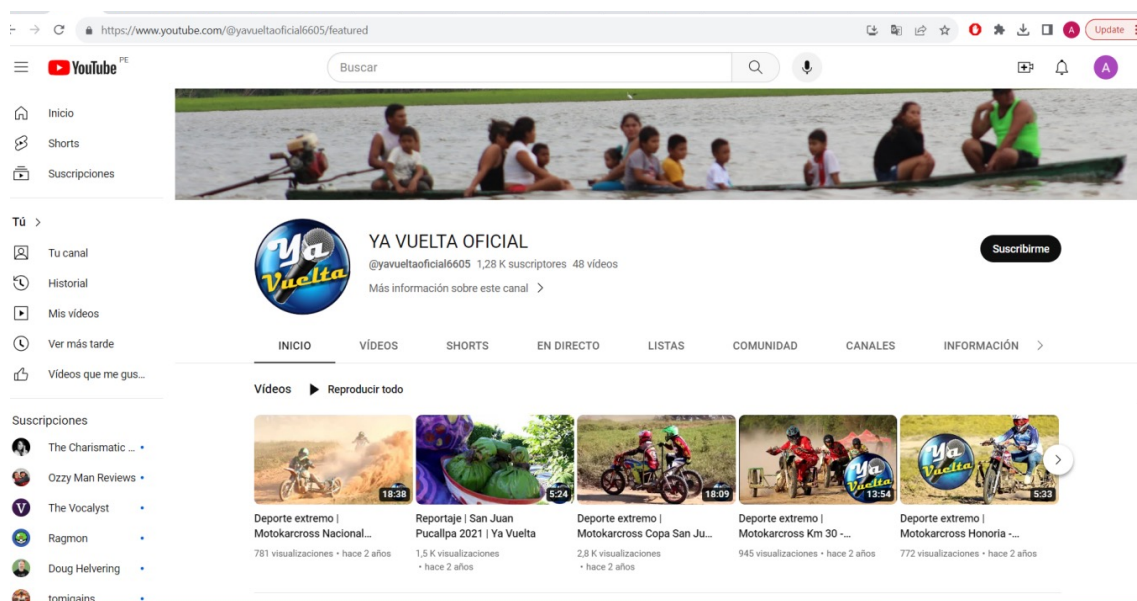 https://www.youtube.com/@yavueltaoficial6605/featured
Update
YouTube PE
Buscar
A
Inicio
Shorts
Suscripciones
Tú
Tu canal
Historial
Mis vídeos
Ver más tarde
Vídeos que me gus...
Suscripciones
The Charismatic ...
Ozzy Man Reviews
The Vocalyst
Ragmon
Doug Helvering
tomigains
Ya Vuelta
YA VUELTA OFICIAL
@yavueltaoficial6605 1,28 K suscriptores 48 vídeos
Más información sobre este canal
Suscribirme
INICIO VÍDEOS SHORTS EN DIRECTO LISTAS COMUNIDAD CANALES INFORMACIÓN
Vídeos Reproducir todo
18:38
Deporte extremo |
Motokarcross Nacional...
781 visualizaciones • hace 2 años
5:24
Reportaje | San Juan
Pucallpa 2021 | Ya Vuelta
1,5 K visualizaciones
• hace 2 años
18:09
Deporte extremo |
Motokarcross Copa San Ju...
2,8 K visualizaciones
• hace 2 años
Ya Vuelta
13:54
Deporte extremo |
Motokarcross Km 30 -...
945 visualizaciones • hace 2 años
Ya Vuelta
5:33
Deporte extremo |
Motokarcross Honoria -...
772 visualizaciones • hace 2 años